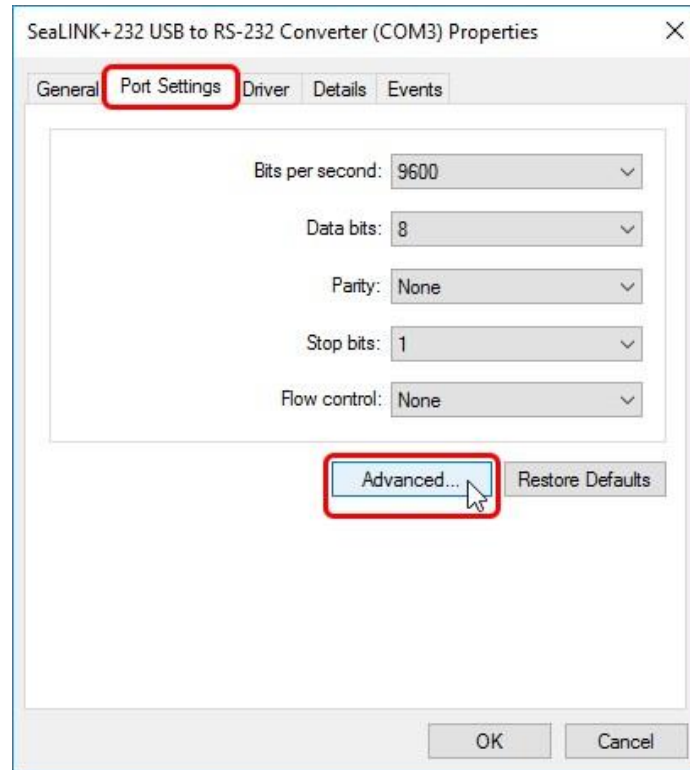 SeaLINK+232 USB to RS-232 Converter (COM3) Properties
General Port Settings Driver Details Events
Bits per second: 9600
Data bits: 8
Parity: None
Stop bits: 1
Flow control: None
Advanced... Restore Defaults
OK Cancel